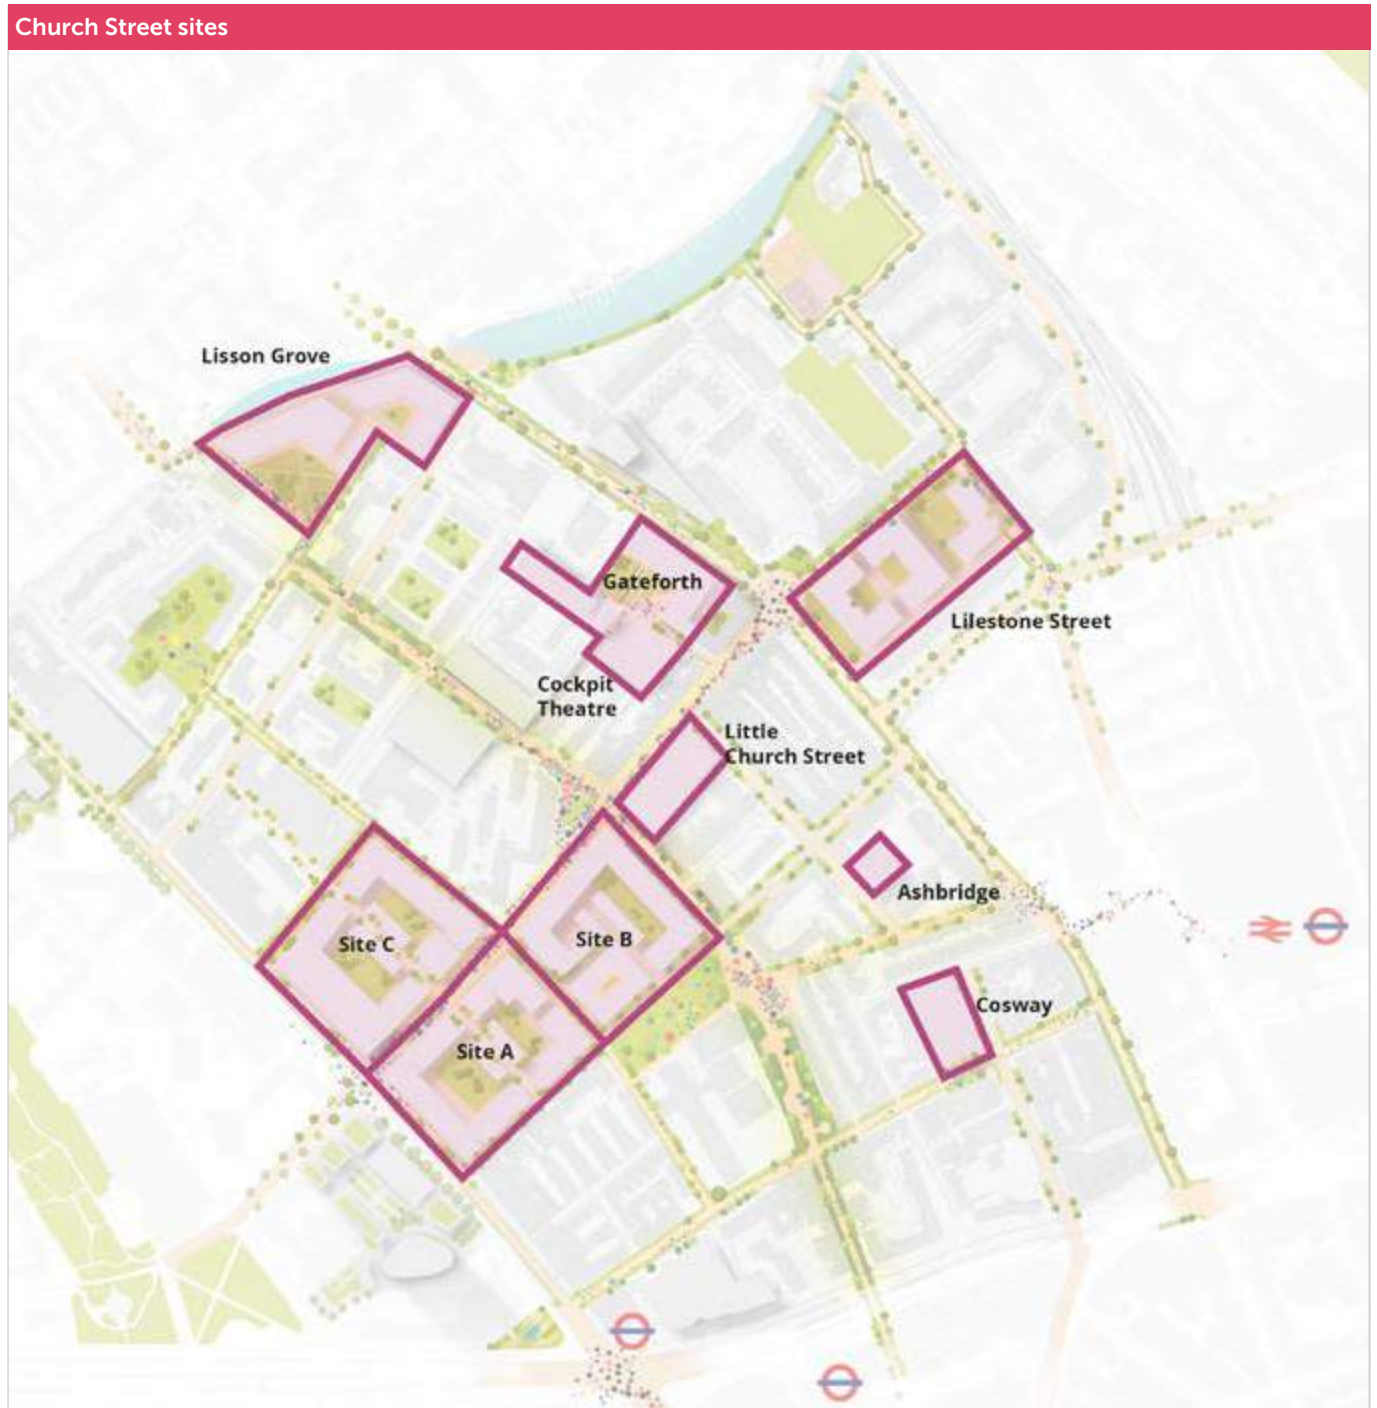 Church Street sites
Lisson Grove
Gateforth
Lilestone Street
Cockpit
Theatre
Little
Church Street
Ashbridge
Site C
Site B
Cosway
Site A